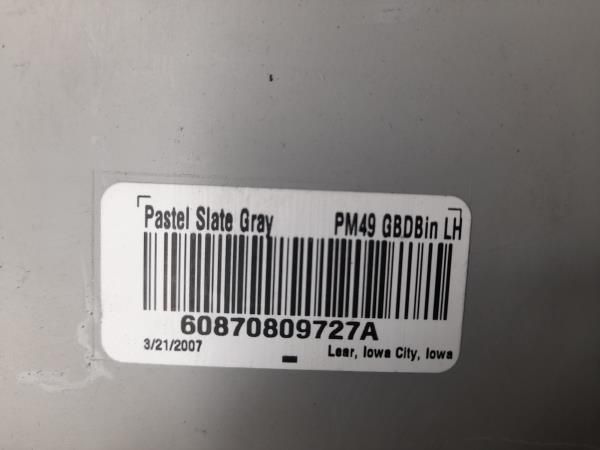 Pastel Slate Gray PM49 GBDBin LH
60870809727A
3/21/2007 Lear, Iowa City, Iowa